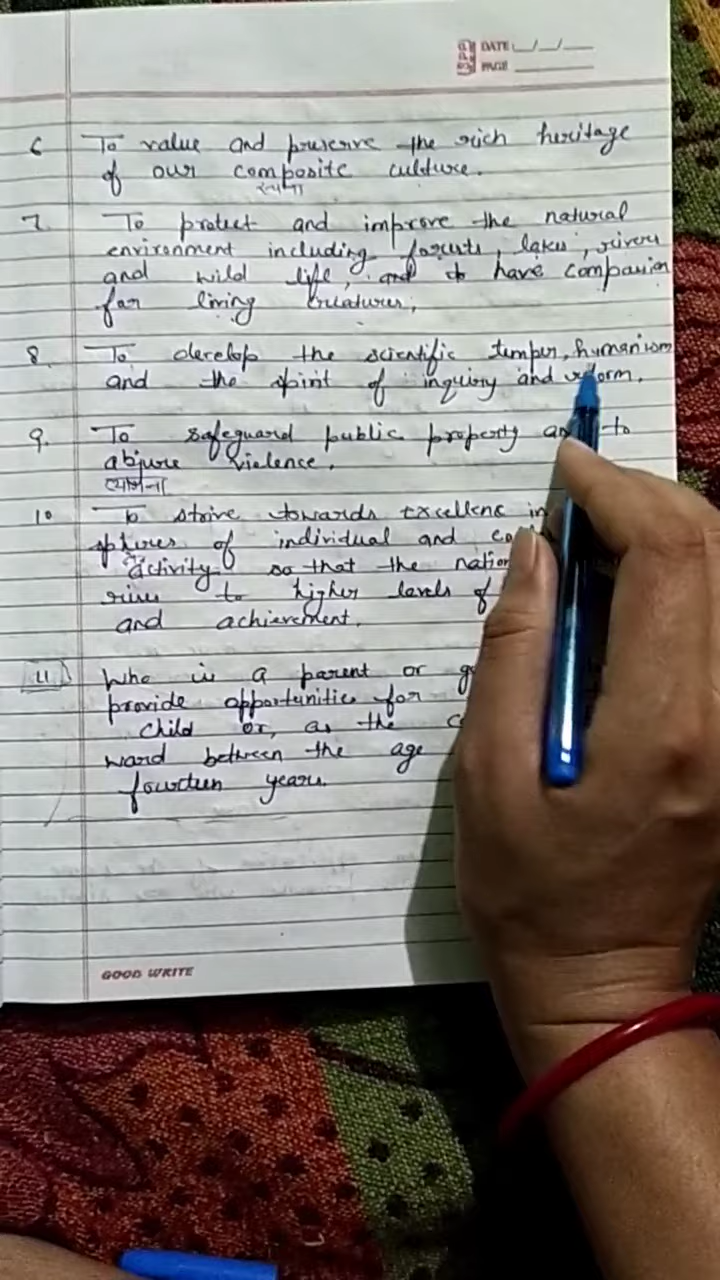 DATE
PAGE
6 To value and preserve the rich heritage
of our composite culture.
7. To protect and improve the natural
environment including forests, lakes, rivers
and wild life, and to have compassion
for living creatures;
8. To develop the scientific temper, humanism
and the spirit of inquiry and reform.
9. To safeguard public property to
abjure violence.
10 To strive towards excellenc in
spheres of individual and
activity so that the nation
rises to higher levels of
and achievement.
11 Who is a parent or
provide opportunities for
child or, as the
ward between the age
fourteen years.
GOOD WRITE